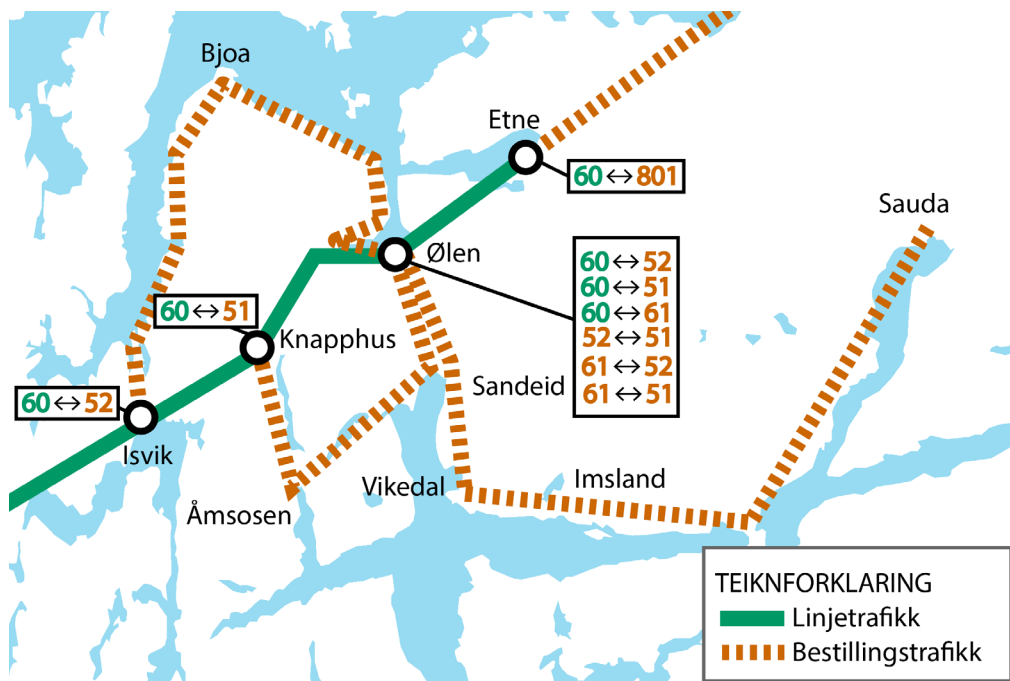 Bjoa
Etne
60 ↔ 801
Sauda
Ølen
60 ↔ 52
60 ↔ 51
60 ↔ 61
52 ↔ 51
61 ↔ 52
61 ↔ 51
60 ↔ 51
Knapphus
Sandeid
60 ↔ 52
Isvik
Åmsosen
Vikedal
Imsland
TEIKNFORKLARING
Linjetrafikk
Bestillingstrafikk